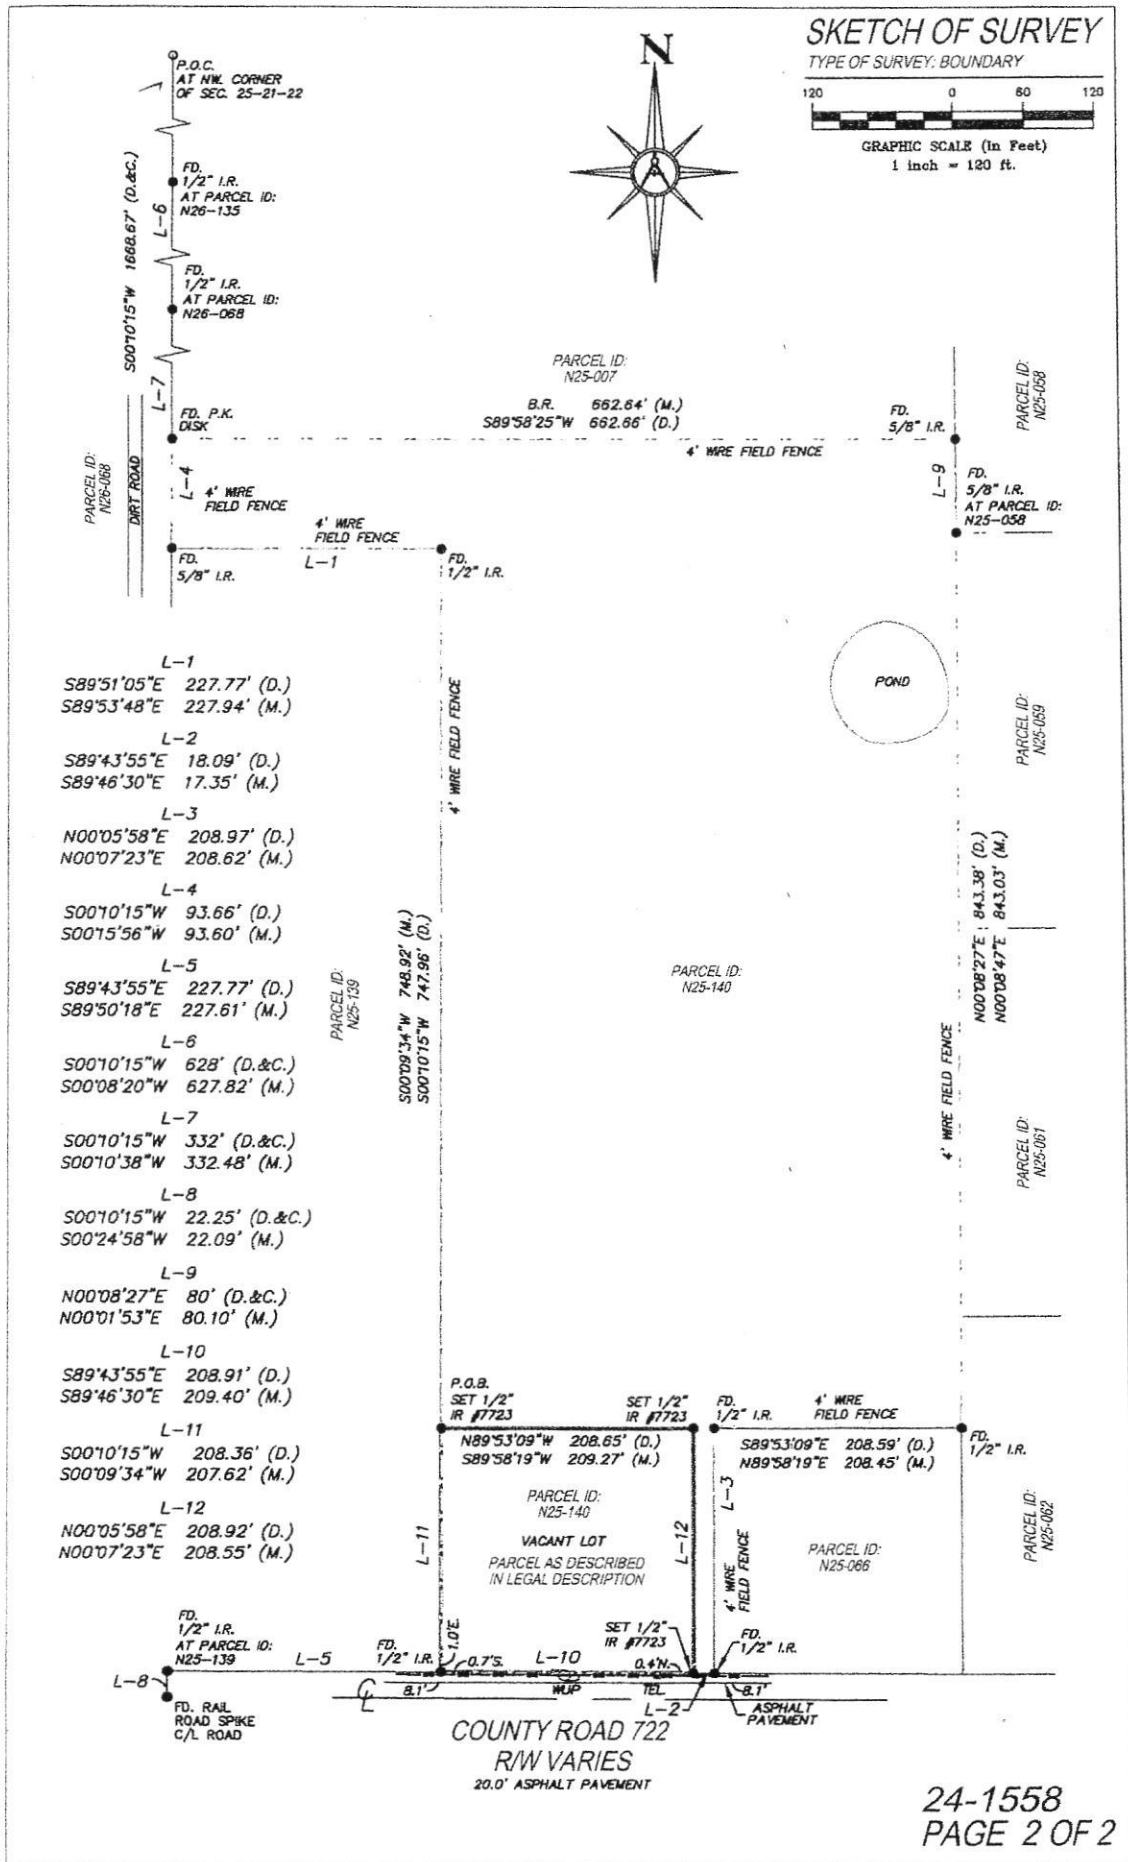 SKETCH OF SURVEY
TYPE OF SURVEY: BOUNDARY
120 0 60 120
GRAPHIC SCALE (In Feet)
1 inch = 120 ft.
N
P.O.C.
AT NW. CORNER
OF SEC. 25-21-22
S00°10'15"W 1668.67' (D.&C.)
FD.
1/2" I.R.
AT PARCEL ID:
N26-135
L-6
FD.
1/2" I.R.
AT PARCEL ID:
N26-068
L-7
FD. P.K.
DISK
PARCEL ID:
N25-007
B.R. 662.64' (M.)
S89°58'25"W 662.66' (D.)
4' WIRE FIELD FENCE
FD.
5/8" I.R.
PARCEL ID:
N25-058
L-9
FD.
5/8" I.R.
AT PARCEL ID:
N25-058
PARCEL ID:
N26-068
DIRT ROAD
L-4
4' WIRE
FIELD FENCE
4' WIRE
FIELD FENCE
L-1
FD.
5/8" I.R.
FD.
1/2" I.R.
POND
4' WIRE FIELD FENCE
PARCEL ID:
N25-059
L-1
S89°51'05"E 227.77' (D.)
S89°53'48"E 227.94' (M.)
L-2
S89°43'55"E 18.09' (D.)
S89°46'30"E 17.35' (M.)
L-3
N00°05'58"E 208.97' (D.)
N00°07'23"E 208.62' (M.)
L-4
S00°10'15"W 93.66' (D.)
S00°15'56"W 93.60' (M.)
L-5
S89°43'55"E 227.77' (D.)
S89°50'18"E 227.61' (M.)
L-6
S00°10'15"W 628' (D.&C.)
S00°08'20"W 627.82' (M.)
L-7
S00°10'15"W 332' (D.&C.)
S00°10'38"W 332.48' (M.)
L-8
S00°10'15"W 22.25' (D.&C.)
S00°24'58"W 22.09' (M.)
L-9
N00°08'27"E 80' (D.&C.)
N00°01'53"E 80.10' (M.)
L-10
S89°43'55"E 208.91' (D.)
S89°46'30"E 209.40' (M.)
L-11
S00°10'15"W 208.36' (D.)
S00°09'34"W 207.62' (M.)
L-12
N00°05'58"E 208.92' (D.)
N00°07'23"E 208.55' (M.)
PARCEL ID:
N25-139
S00°09'34"W 748.92' (M.)
S00°10'15"W 747.96' (D.)
PARCEL ID:
N25-140
N00°08'27"E 843.38' (D.)
N00°08'47"E 843.03' (M.)
4' WIRE FIELD FENCE
PARCEL ID:
N25-061
P.O.B.
SET 1/2"
IR #7723
SET 1/2"
IR #7723
FD.
1/2" I.R.
4' WIRE
FIELD FENCE
N89°53'09"W 208.65' (D.)
S89°58'19"W 209.27' (M.)
S89°53'09"E 208.59' (D.)
N89°58'19"E 208.45' (M.)
FD.
1/2" I.R.
PARCEL ID:
N25-140
VACANT LOT
PARCEL AS DESCRIBED
IN LEGAL DESCRIPTION
L-11
L-12
L-3
4' WIRE
FIELD FENCE
PARCEL ID:
N25-066
PARCEL ID:
N25-062
FD.
1/2" I.R.
AT PARCEL ID:
N25-139
L-5
FD.
1/2" I.R.
1.0'E.
0.7'S.
L-10
SET 1/2"
IR #7723
0.4'N.
FD.
1/2" I.R.
L-8
FD. RAIL
ROAD SPIKE
C/L ROAD
CL
8.1'
WUP
TEL
L-2
8.1'
ASPHALT
PAVEMENT
COUNTY ROAD 722
R/W VARIES
20.0' ASPHALT PAVEMENT
24-1558
PAGE 2 OF 2